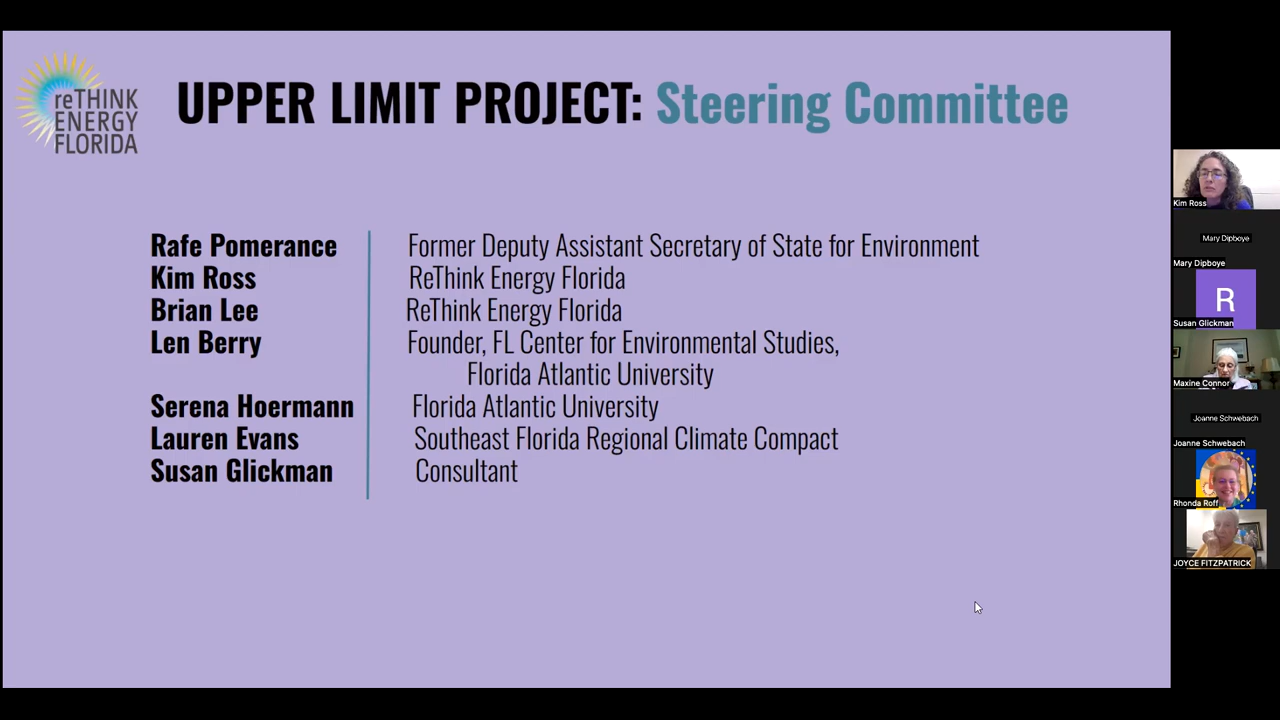 reTHINK
ENERGY
FLORIDA
UPPER LIMIT PROJECT: Steering Committee
Rafe Pomerance Former Deputy Assistant Secretary of State for Environment
Kim Ross ReThink Energy Florida
Brian Lee ReThink Energy Florida
Len Berry Founder, FL Center for Environmental Studies,
Florida Atlantic University
Serena Hoermann Florida Atlantic University
Lauren Evans Southeast Florida Regional Climate Compact
Susan Glickman Consultant
Kim Ross
Mary Dipboye
Mary Dipboye
R
Susan Glickman
Maxine Connor
Joanne Schwebach
Joanne Schwebach
Rhonda Roff
JOYCE FITZPATRICK